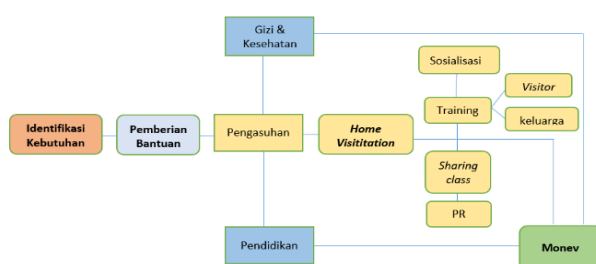 Gizi &
Kesehatan
Sosialisasi
Visitor
Training
keluarga
Identifikasi
Kebutuhan
Pemberian
Bantuan
Pengasuhan
Home
Visititation
Sharing
class
PR
Pendidikan
Monev